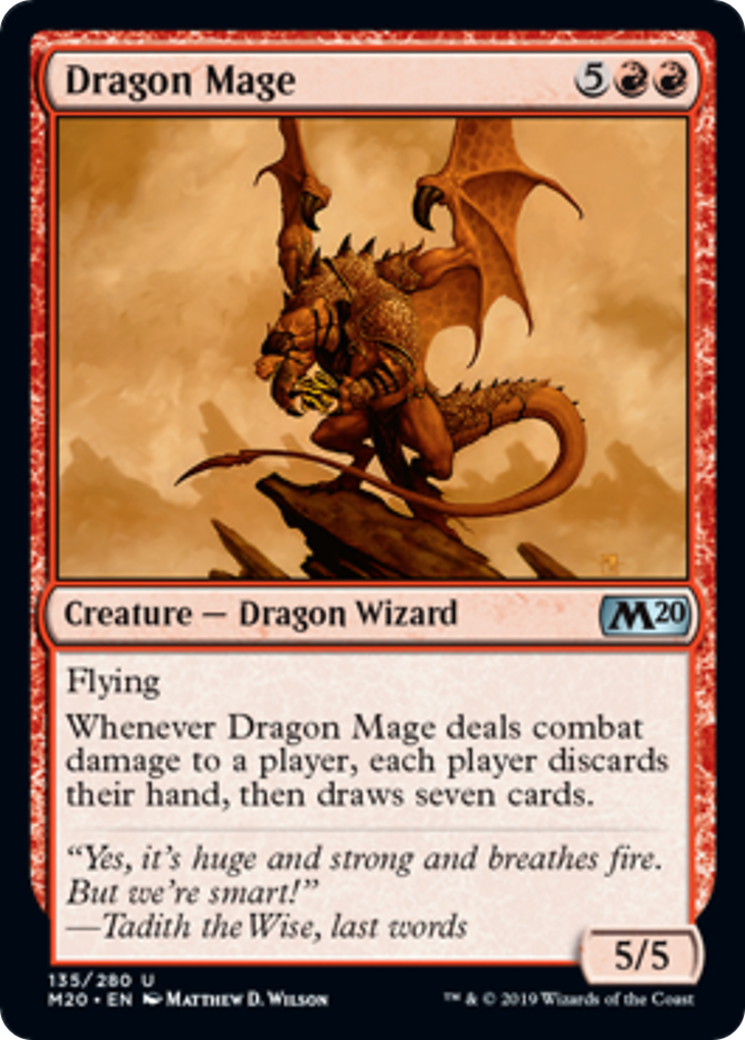 Dragon Mage 5
Creature — Dragon Wizard M20
Flying
Whenever Dragon Mage deals combat
damage to a player, each player discards
their hand, then draws seven cards.
“Yes, it’s huge and strong and breathes fire.
But we’re smart!”
—Tadith the Wise, last words
5/5
135/280 U
M20 • EN Matthew D. Wilson ™ & © 2019 Wizards of the Coast